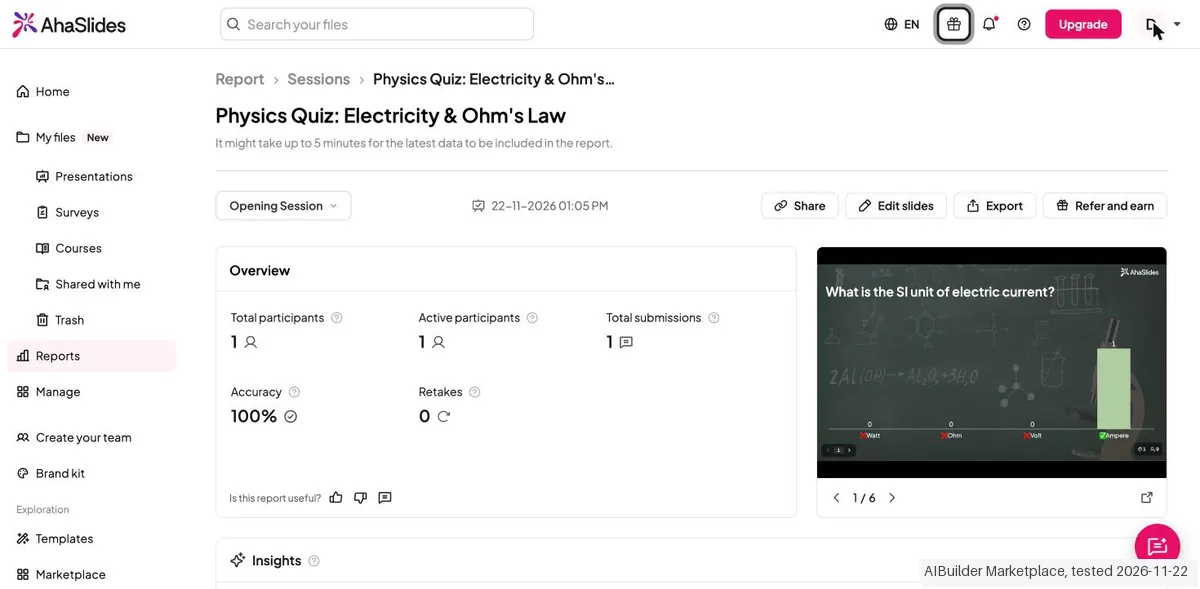 AhaSlides
Search your files
EN
Upgrade
Home
My files New
Presentations
Surveys
Courses
Shared with me
Trash
Reports
Manage
Create your team
Brand kit
Exploration
Templates
Marketplace
Report > Sessions > Physics Quiz: Electricity & Ohm's...
Physics Quiz: Electricity & Ohm's Law
It might take up to 5 minutes for the latest data to be included in the report.
Opening Session
22-11-2026 01:05 PM
Share
Edit slides
Export
Refer and earn
Overview
Total participants
1
Active participants
1
Total submissions
1
Accuracy
100%
Retakes
0
Is this report useful?
AhaSlides
What is the SI unit of electric current?
0 0 0 1
Watt Ohm Volt Ampere
1
1 / 6
Insights
AIBuilder Marketplace, tested 2026-11-22